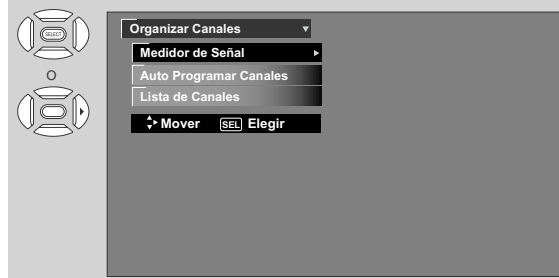 Organizar Canales
SELECT
Medidor de Señal
O
Auto Programar Canales
Lista de Canales
Mover SEL Elegir